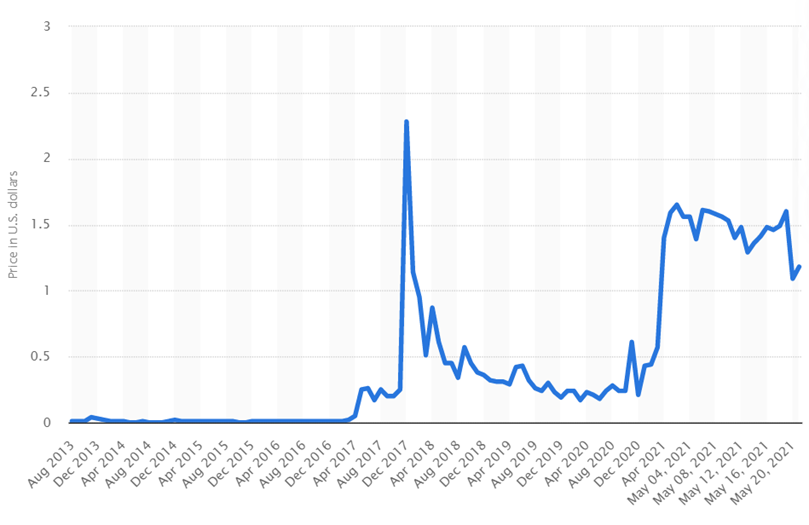 3
2.5
2
1.5
1
0.5
0
Price in U.S. dollars
Aug 2013
Dec 2013
Apr 2014
Aug 2014
Dec 2014
Apr 2015
Aug 2015
Dec 2015
Apr 2016
Aug 2016
Dec 2016
Apr 2017
Aug 2017
Dec 2017
Apr 2018
Aug 2018
Dec 2018
Apr 2019
Aug 2019
Dec 2019
Apr 2020
Aug 2020
Dec 2020
Apr 2021
May 04, 2021
May 08, 2021
May 12, 2021
May 16, 2021
May 20, 2021